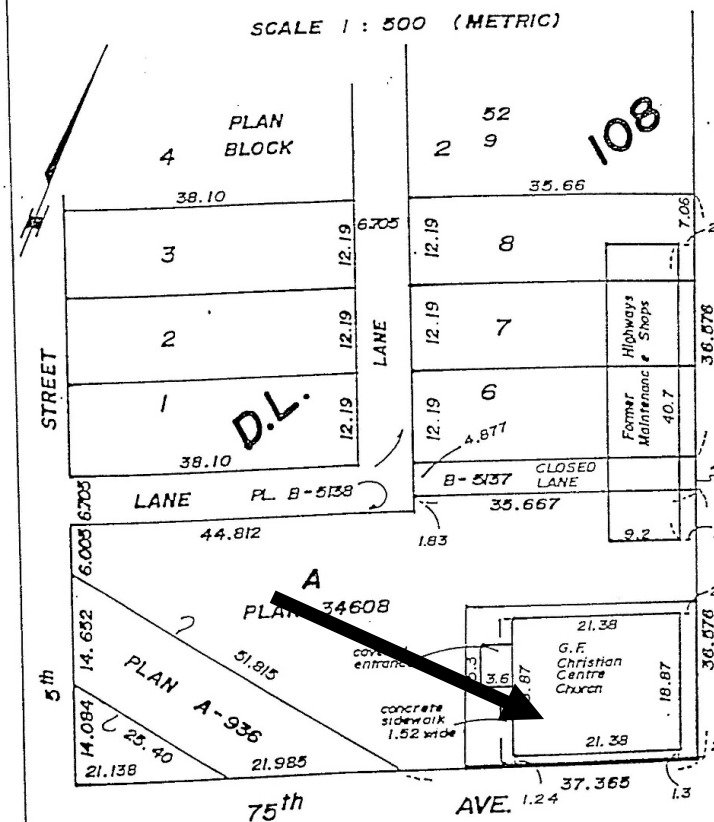 SCALE 1 : 500 (METRIC)
PLAN
BLOCK
52
9
108
4
2
38.10
35.66
6.705
7.06
3
12.19
12.19
8
2
12.19
12.19
7
Former Highways
Maintenance Shops
40.7
36.576
STREET
LANE
1
D.L.
12.19
12.19
6
4.877
38.10
B-5137
CLOSED
LANE
6.705
LANE
PL. B-5138
35.667
44.812
1.83
9.2
6.005
A
PLAN 34608
36.576
14.652
51.815
PLAN A-936
21.38
entrance
G.F.
Christian
Centre
Church
3.6
18.87
concrete
sidewalk
1.52 wide
5th
14.084
25.40
21.38
21.138
21.985
37.365
1.24
1.3
75th
AVE.